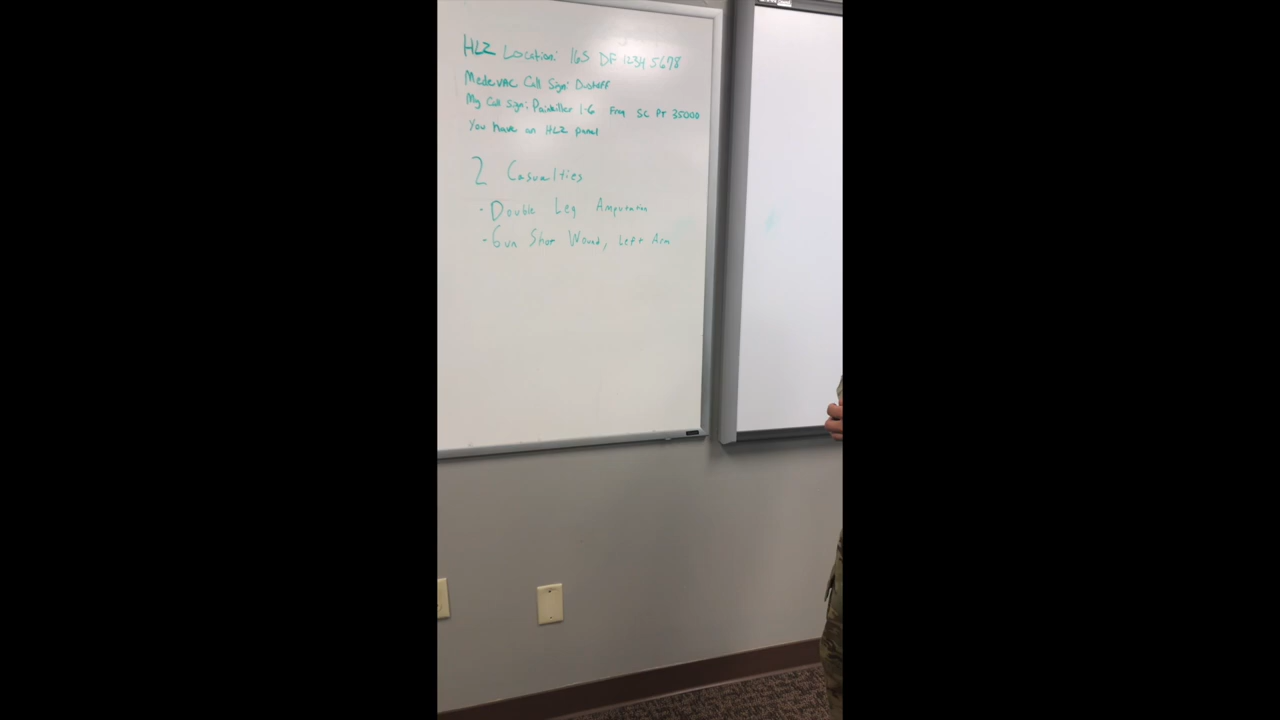 HLZ Location: 16S DF 1234 5678
Medevac Call Sign: Dustoff
My Call Sign: Painkiller 1-6 Freq SC PT 35000
You have an HLZ panel
2 Casualties
• Double Leg Amputation
• Gun Shot Wound, Left Arm